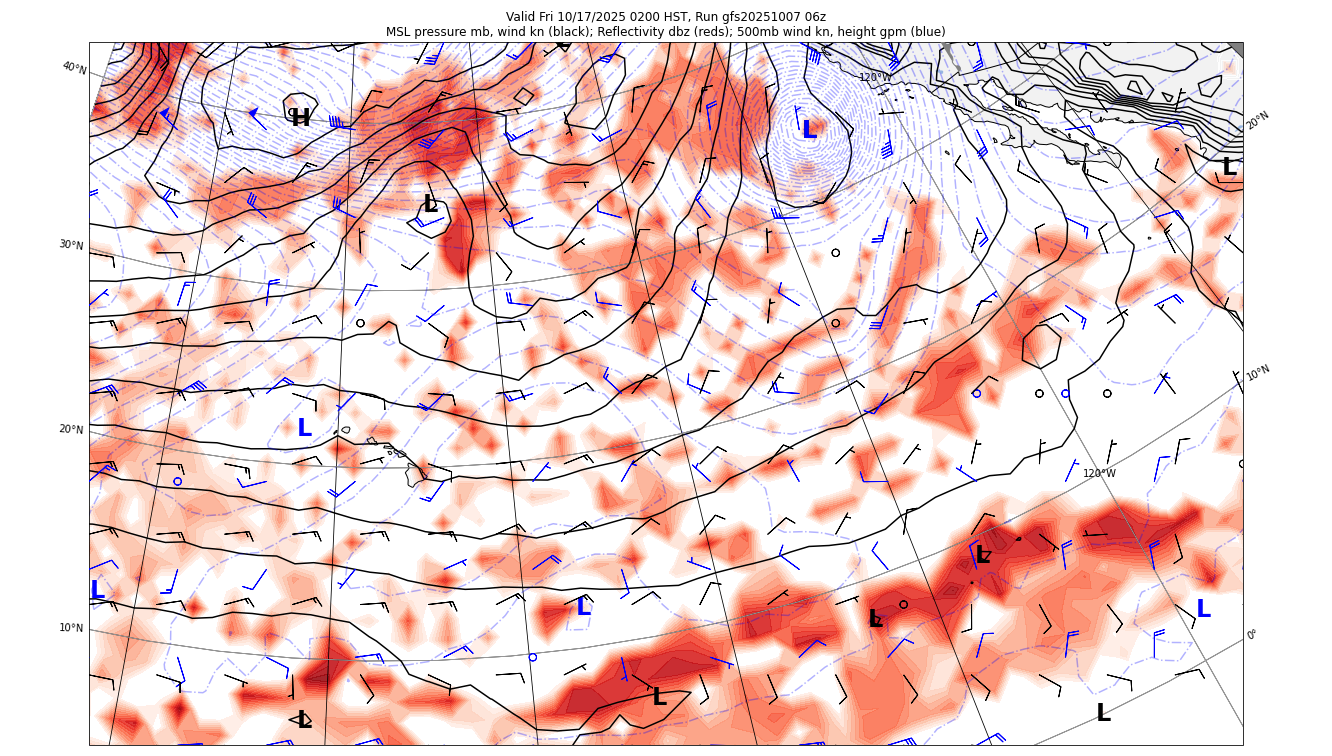 Valid Fri 10/17/2025 0200 HST, Run gfs20251007 06z
MSL pressure mb, wind kn (black); Reflectivity dbz (reds); 500mb wind kn, height gpm (blue)
40°N
120°W
20°N
H
L
L
L
30°N
10°N
L
20°N
120°W
L
L
L
L
L
10°N
0°
L
L
L